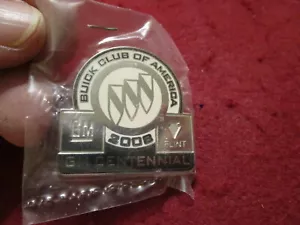 BUICK CLUB OF AMERICA
2008
GM
FLINT
GM CENTENNIAL